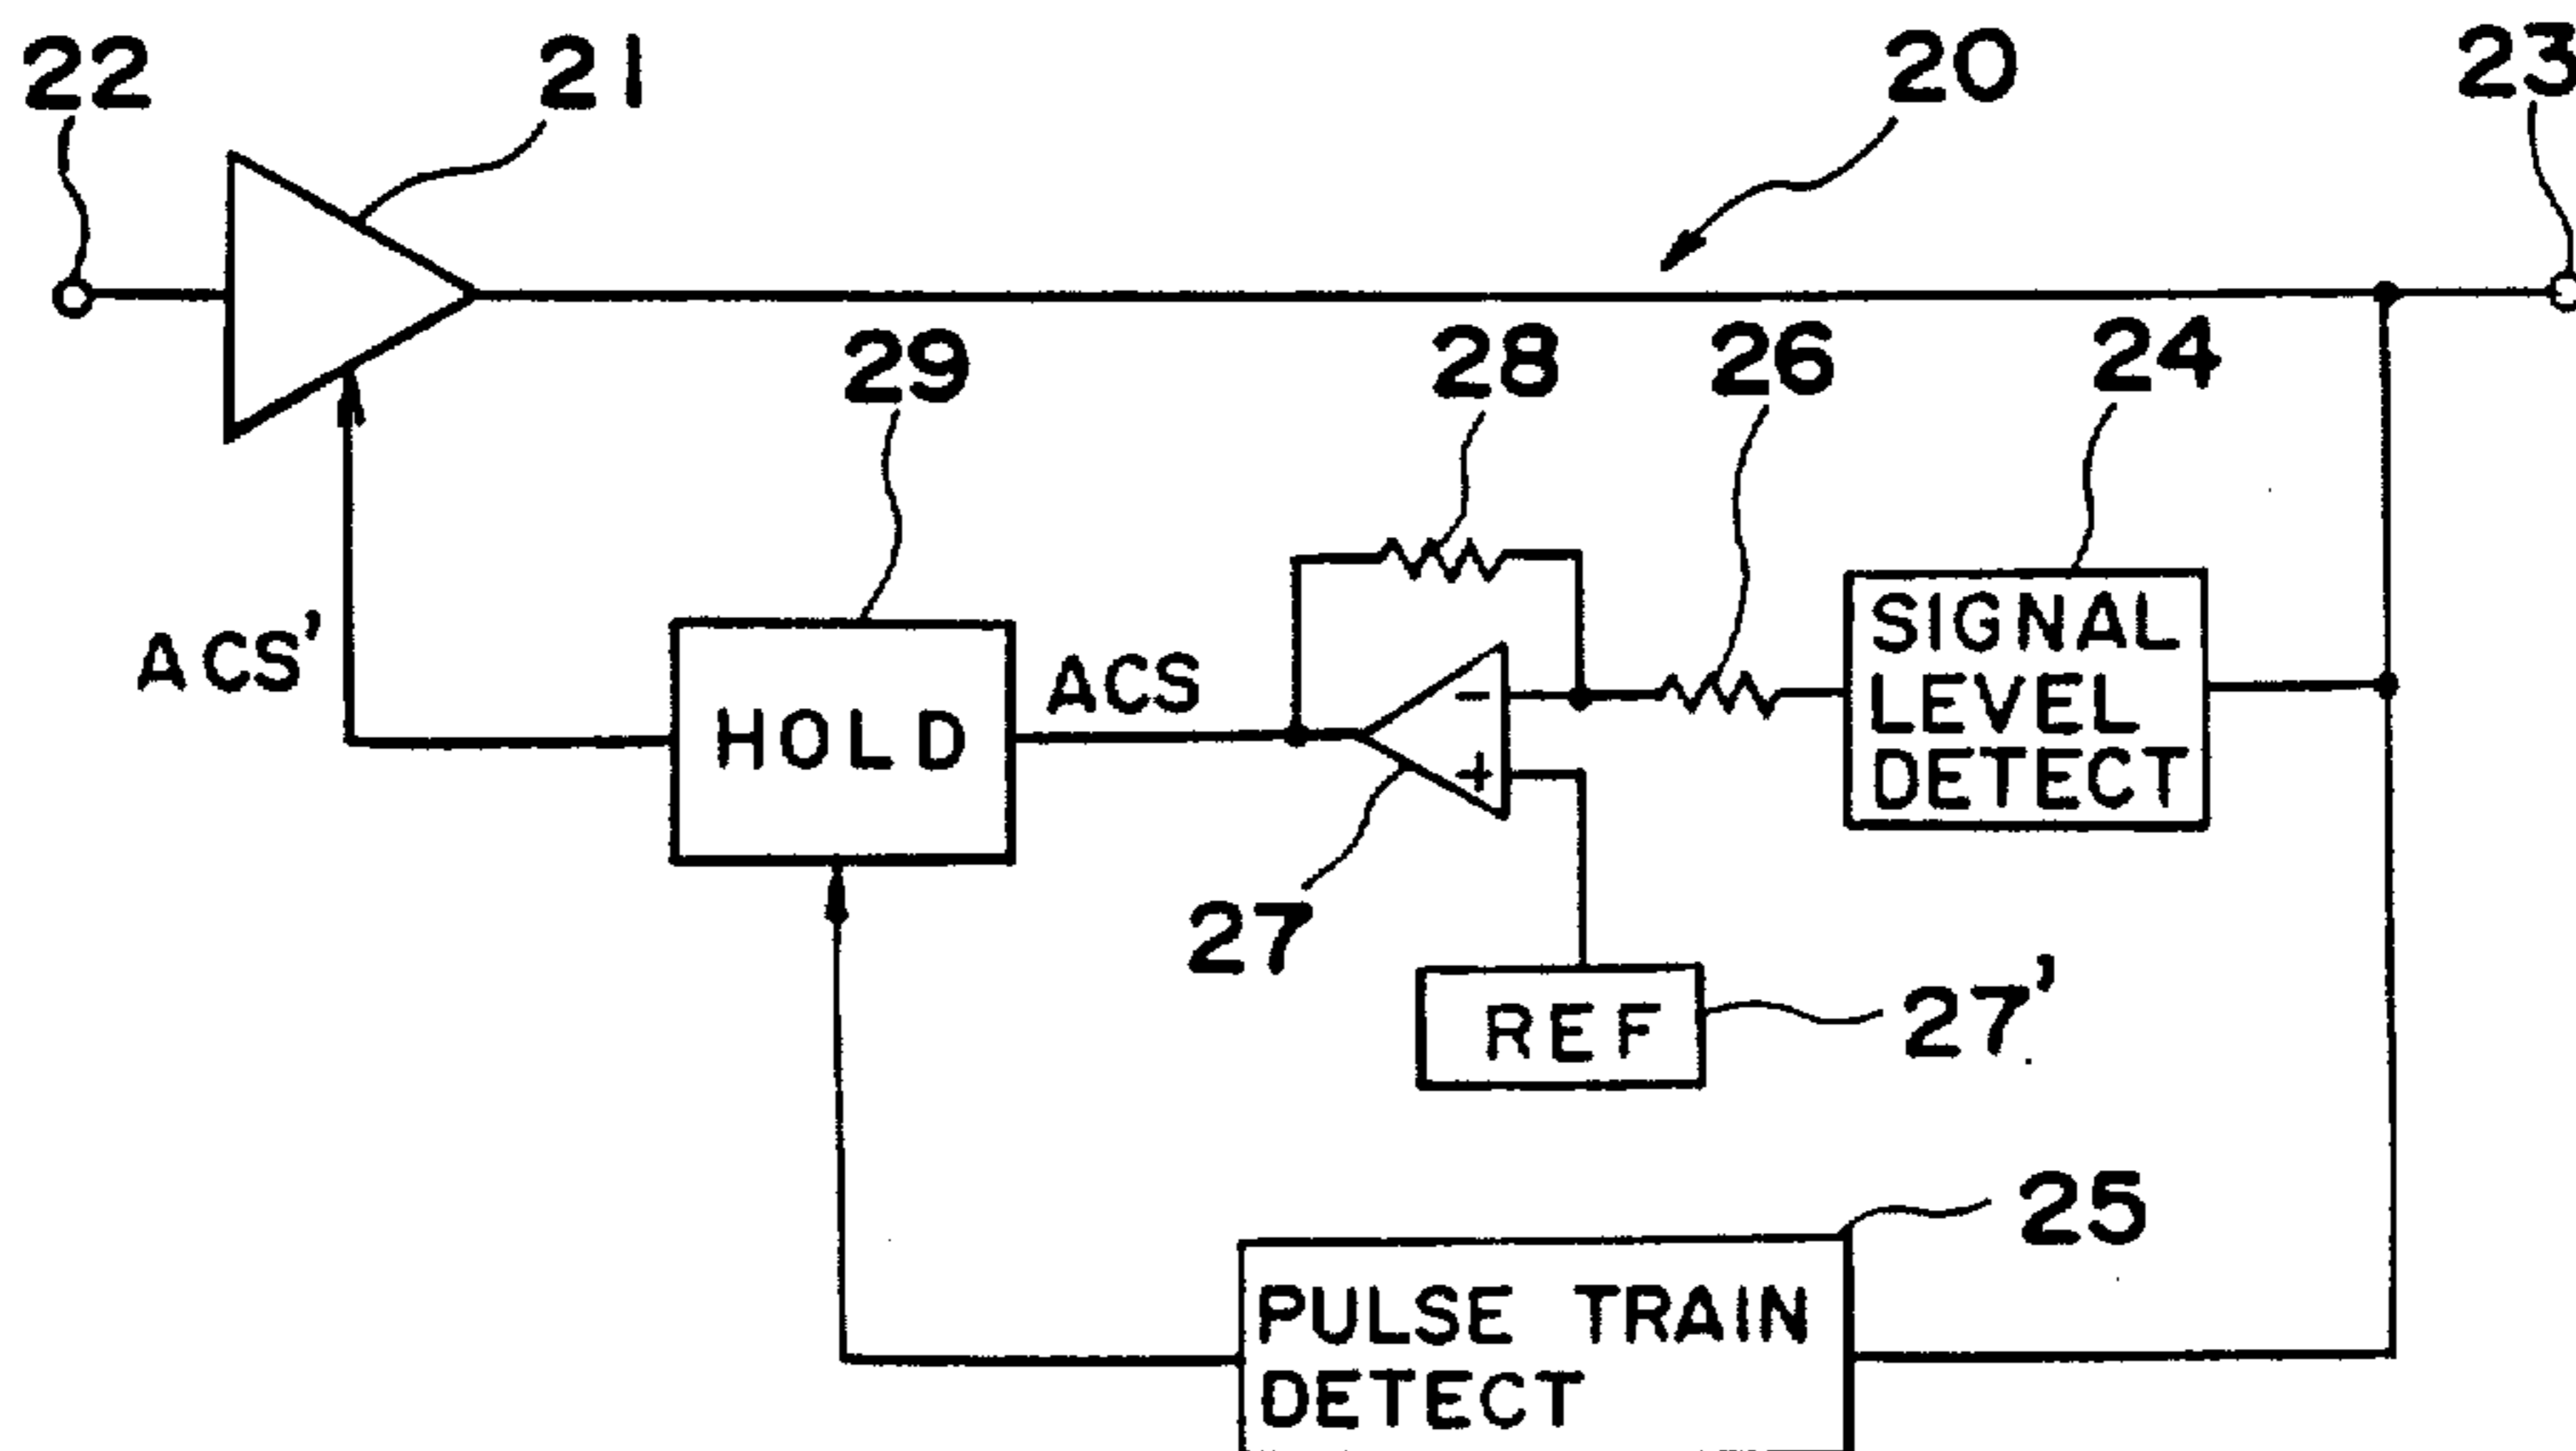 22
21
20
23
29
28
26
24
ACS'
HOLD
ACS
-
+
SIGNAL
LEVEL
DETECT
27
REF
27'
25
PULSE TRAIN
DETECT